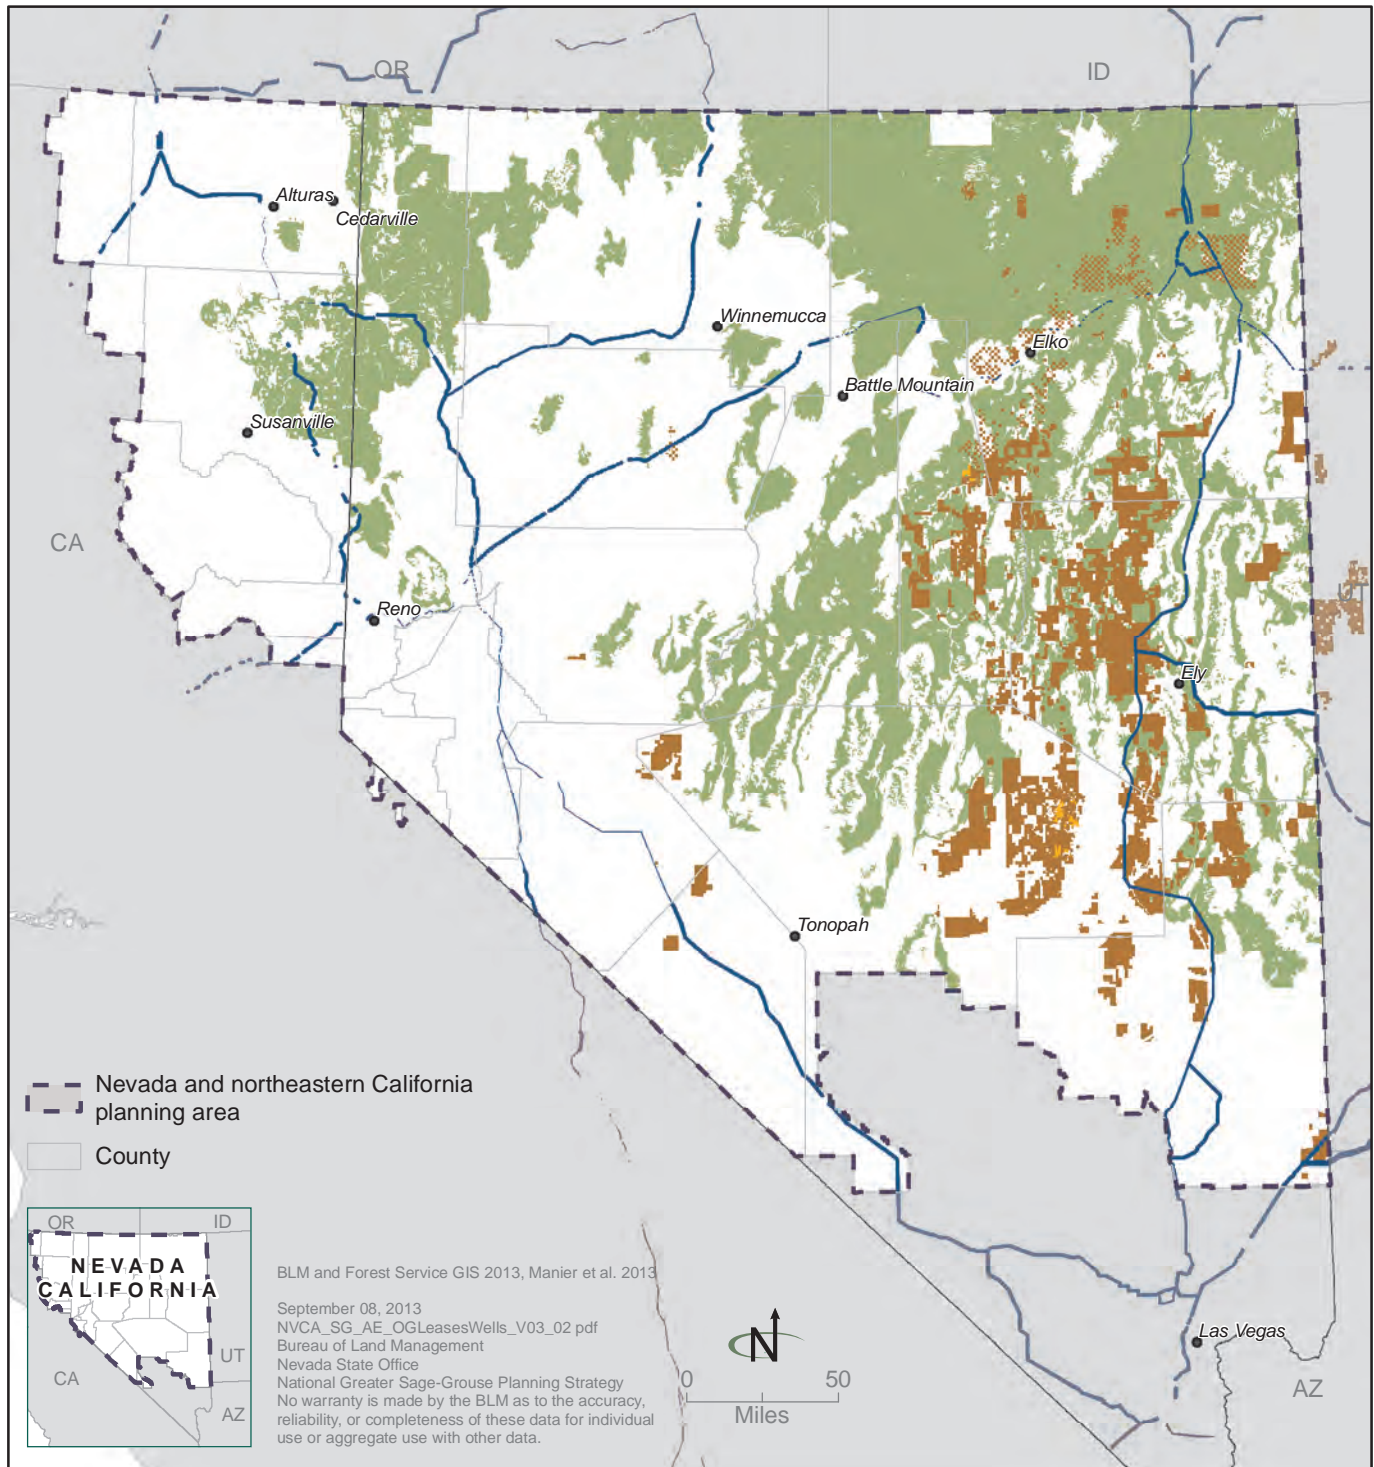 OR
ID
Alturas
Cedarville
Winnemucca
Elko
Battle Mountain
Susanville
CA
Reno
Ely
Tonopah
Nevada and northeastern California
planning area
County
OR
ID
NEVADA
CALIFORNIA
UT
CA
AZ
BLM and Forest Service GIS 2013, Manier et al. 2013
September 08, 2013
NVCA_SG_AE_OGLeasesWells_V03_02 pdf
Bureau of Land Management
Nevada State Office
National Greater Sage-Grouse Planning Strategy
No warranty is made by the BLM as to the accuracy,
reliability, or completeness of these data for individual
use or aggregate use with other data.
N
0 50
Miles
Las Vegas
AZ